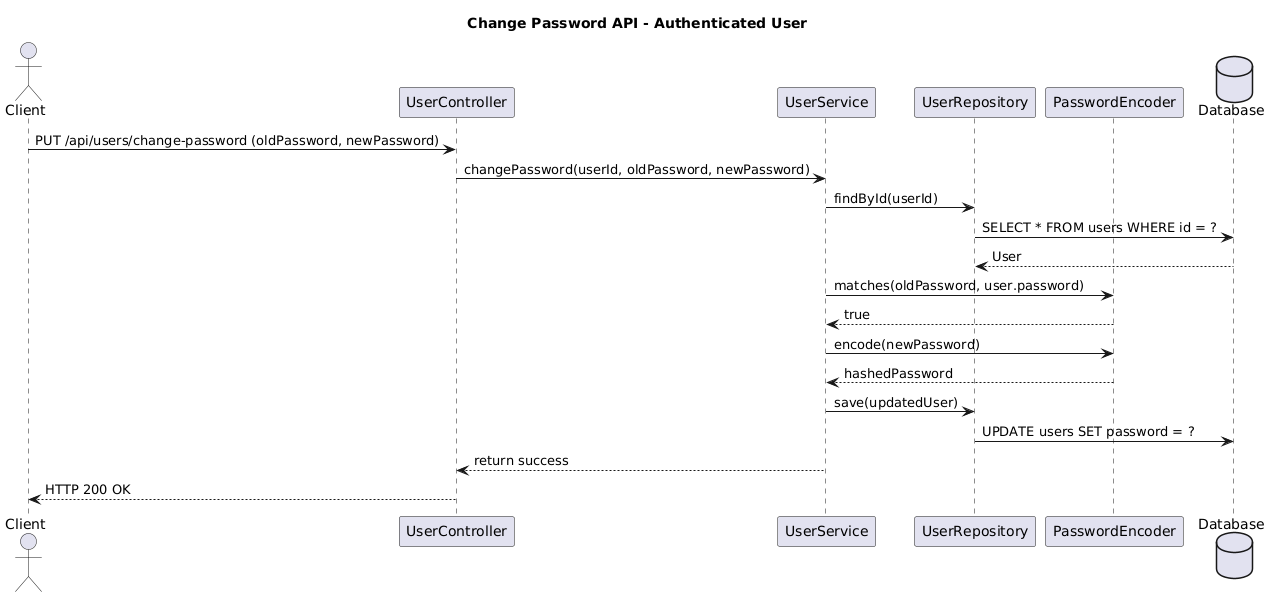 Change Password API - Authenticated User
Client
UserController
UserService
UserRepository
PasswordEncoder
Database
PUT /api/users/change-password (oldPassword, newPassword)
changePassword(userId, oldPassword, newPassword)
findById(userId)
SELECT * FROM users WHERE id = ?
User
matches(oldPassword, user.password)
true
encode(newPassword)
hashedPassword
save(updatedUser)
UPDATE users SET password = ?
return success
HTTP 200 OK
Client
UserController
UserService
UserRepository
PasswordEncoder
Database